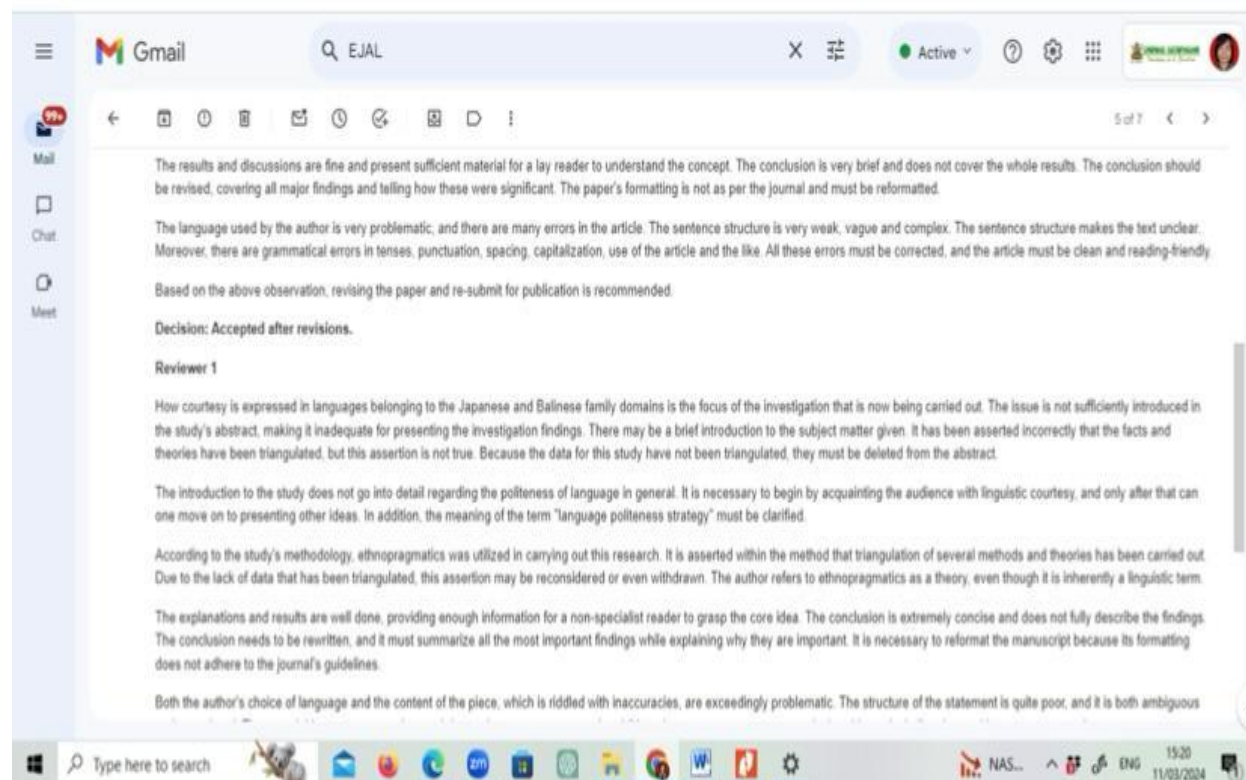 Gmail
EJAL
Active
99+
5 of 7
Mail
Chat
Meet
The results and discussions are fine and present sufficient material for a lay reader to understand the concept. The conclusion is very brief and does not cover the whole results. The conclusion should
be revised, covering all major findings and telling how these were significant. The paper's formatting is not as per the journal and must be reformatted.
The language used by the author is very problematic, and there are many errors in the article. The sentence structure is very weak, vague and complex. The sentence structure makes the text unclear.
Moreover, there are grammatical errors in tenses, punctuation, spacing, capitalization, use of the article and the like. All these errors must be corrected, and the article must be clean and reading-friendly.
Based on the above observation, revising the paper and re-submit for publication is recommended.
Decision: Accepted after revisions.
Reviewer 1
How courtesy is expressed in languages belonging to the Japanese and Balinese family domains is the focus of the investigation that is now being carried out. The issue is not sufficiently introduced in
the study's abstract, making it inadequate for presenting the investigation findings. There may be a brief introduction to the subject matter given. It has been asserted incorrectly that the facts and
theories have been triangulated, but this assertion is not true. Because the data for this study have not been triangulated, they must be deleted from the abstract.
The introduction to the study does not go into detail regarding the politeness of language in general. It is necessary to begin by acquainting the audience with linguistic courtesy, and only after that can
one move on to presenting other ideas. In addition, the meaning of the term "language politeness strategy" must be clarified.
According to the study's methodology, ethnopragmatics was utilized in carrying out this research. It is asserted within the method that triangulation of several methods and theories has been carried out.
Due to the lack of data that has been triangulated, this assertion may be reconsidered or even withdrawn. The author refers to ethnopragmatics as a theory, even though it is inherently a linguistic term.
The explanations and results are well done, providing enough information for a non-specialist reader to grasp the core idea. The conclusion is extremely concise and does not fully describe the findings.
The conclusion needs to be rewritten, and it must summarize all the most important findings while explaining why they are important. It is necessary to reformat the manuscript because its formatting
does not adhere to the journal's guidelines.
Both the author's choice of language and the content of the piece, which is riddled with inaccuracies, are exceedingly problematic. The structure of the statement is quite poor, and it is both ambiguous
Type here to search
zm
W
NAS...
ENG
15:20
11/03/2024